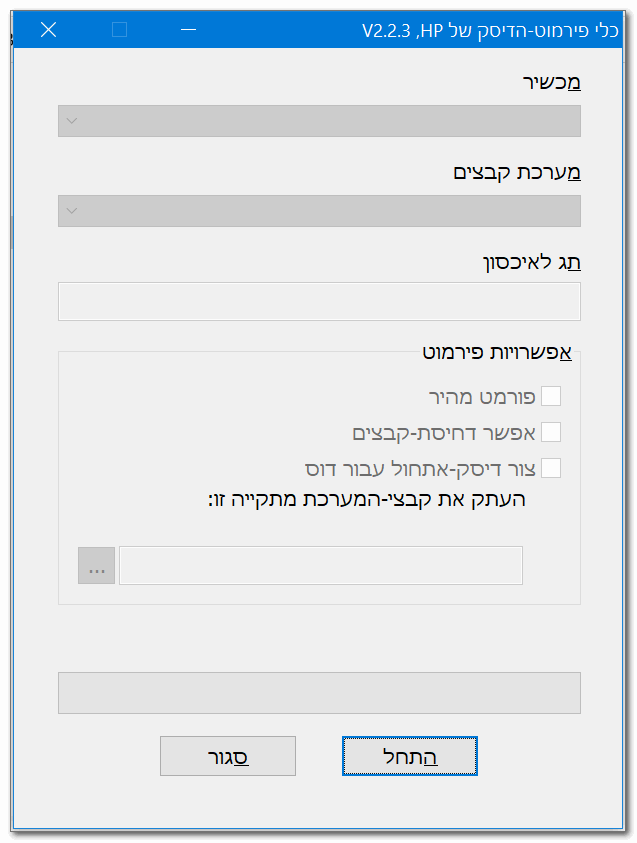 כלי פירמוט-הדיסק של HP, V2.2.3
מכשיר
מערכת קבצים
תג לאיכסון
אפשרויות פירמוט
פורמט מהיר
אפשר דחיסת-קבצים
צור דיסק-אתחול עבור דוס
העתק את קבצי-המערכת מתקייה זו:
...
התחל
סגור